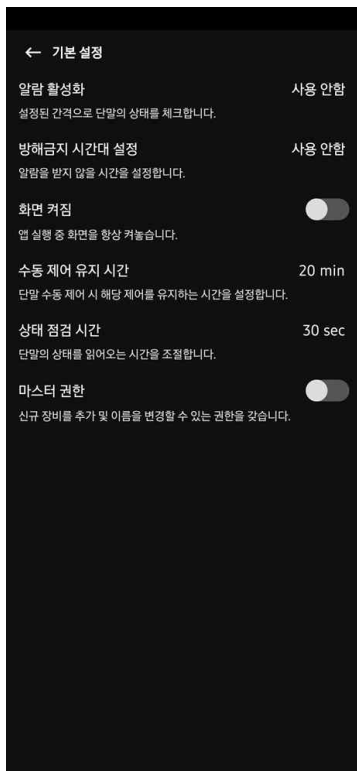 ← 기본 설정
알람 활성화 사용 안함
설정된 간격으로 단말의 상태를 체크합니다.
방해금지 시간대 설정 사용 안함
알람을 받지 않을 시간을 설정합니다.
화면 켜짐
앱 실행 중 화면을 항상 켜놓습니다.
수동 제어 유지 시간 20 min
단말 수동 제어 시 해당 제어를 유지하는 시간을 설정합니다.
상태 점검 시간 30 sec
단말의 상태를 읽어오는 시간을 조절합니다.
마스터 권한
신규 장비를 추가 및 이름을 변경할 수 있는 권한을 갖습니다.